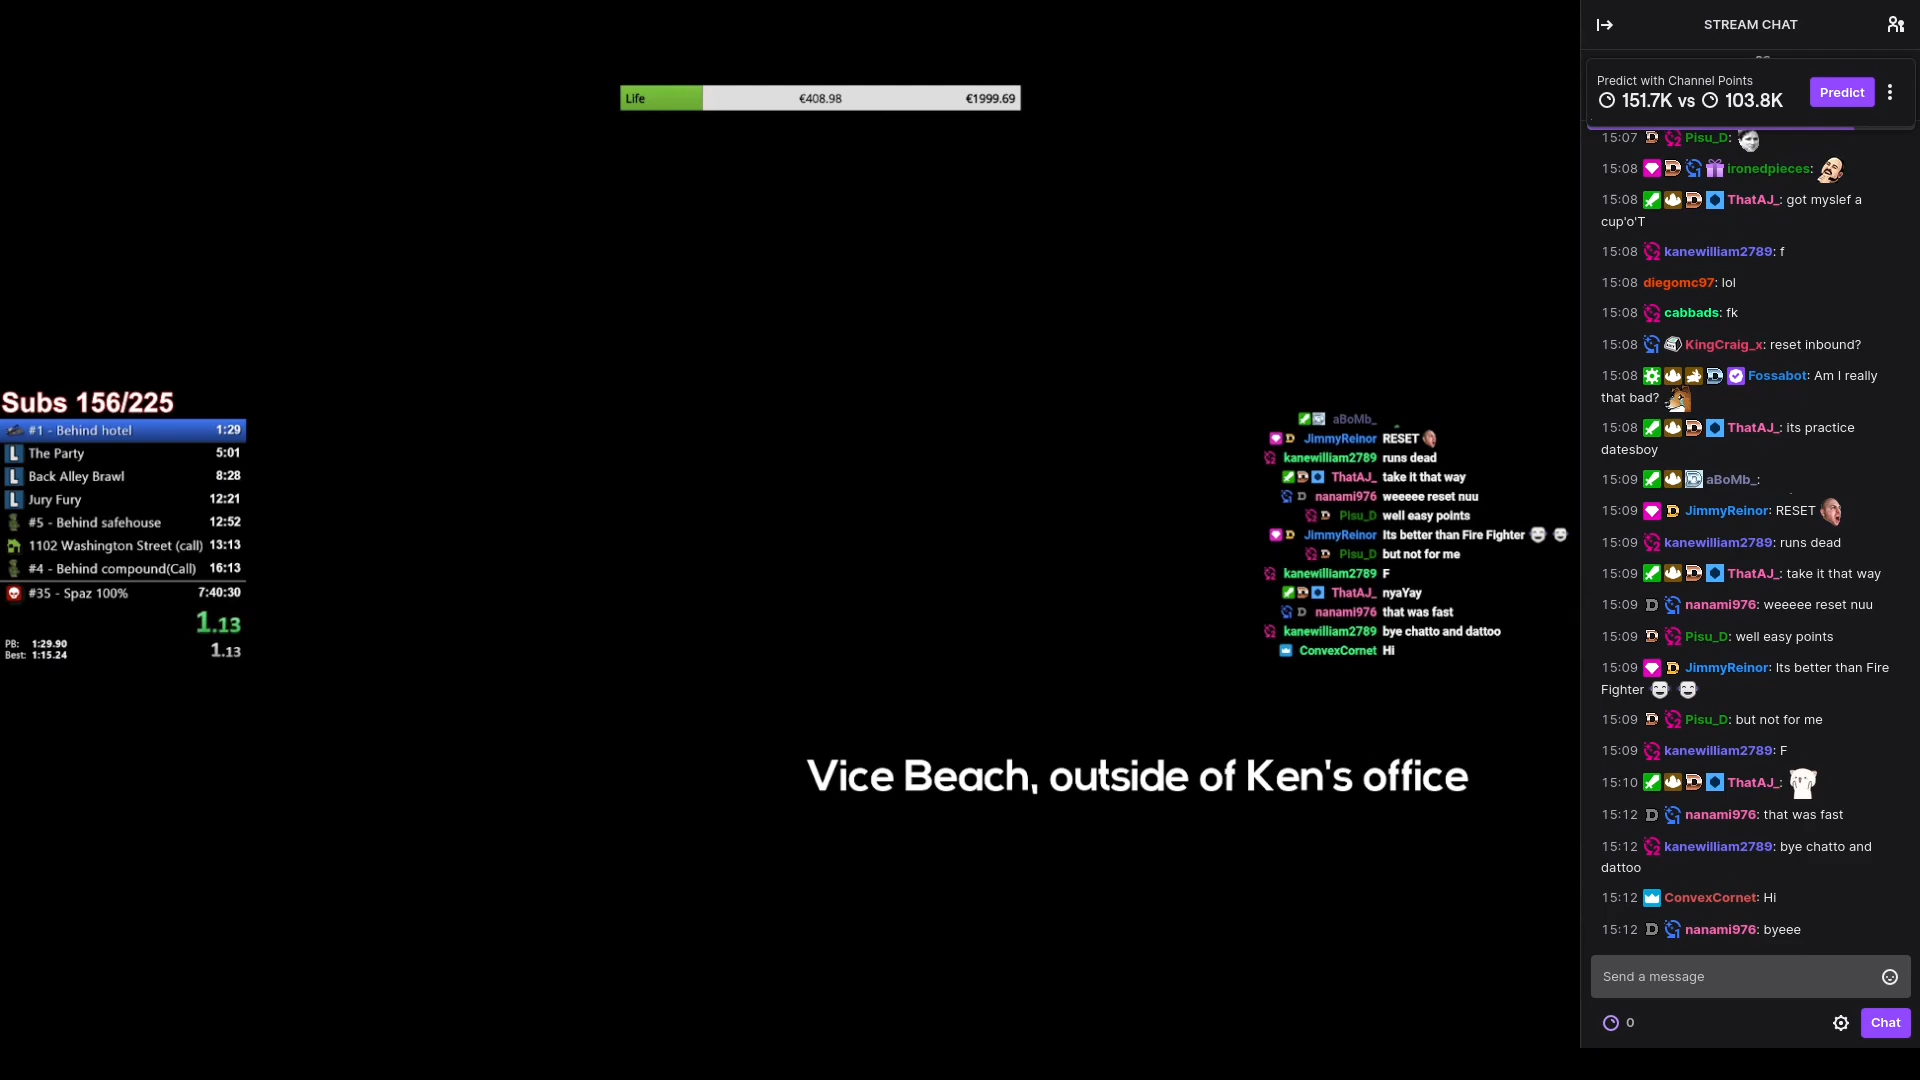 STREAM CHAT
Predict with Channel Points
151.7K vs 103.8K
Predict
Life €408.98 €1999.69
Subs 156/225
#1 - Behind hotel 1:29
The Party 5:01
Back Alley Brawl 8:28
Jury Fury 12:21
#5 - Behind safehouse 12:52
1102 Washington Street (call) 13:13
#4 - Behind compound(Call) 16:13
#35 - Spaz 100% 7:40:30
1.13
PB: 1:29.90
Best: 1:15.24
1.13
aBoMb_
JimmyReinor RESET
kanewilliam2789 runs dead
ThatAJ_ take it that way
nanami976 weeeee reset nuu
Pisu_D well easy points
JimmyReinor Its better than Fire Fighter
Pisu_D but not for me
kanewilliam2789 F
ThatAJ_ nyaYay
nanami976 that was fast
kanewilliam2789 bye chatto and dattoo
ConvexCornet Hi
Vice Beach, outside of Ken's office
15:07 Pisu_D:
15:08 ironedpieces:
15:08 ThatAJ_: got myslef a
cup'o'T
15:08 kanewilliam2789: f
15:08 diegomc97: lol
15:08 cabbads: fk
15:08 KingCraig_x: reset inbound?
15:08 Fossabot: Am I really
that bad?
15:08 ThatAJ_: its practice
datesboy
15:09 aBoMb_:
15:09 JimmyReinor: RESET
15:09 kanewilliam2789: runs dead
15:09 ThatAJ_: take it that way
15:09 nanami976: weeeee reset nuu
15:09 Pisu_D: well easy points
15:09 JimmyReinor: Its better than Fire
Fighter
15:09 Pisu_D: but not for me
15:09 kanewilliam2789: F
15:10 ThatAJ_:
15:12 nanami976: that was fast
15:12 kanewilliam2789: bye chatto and
dattoo
15:12 ConvexCornet: Hi
15:12 nanami976: byeee
Send a message
0
Chat